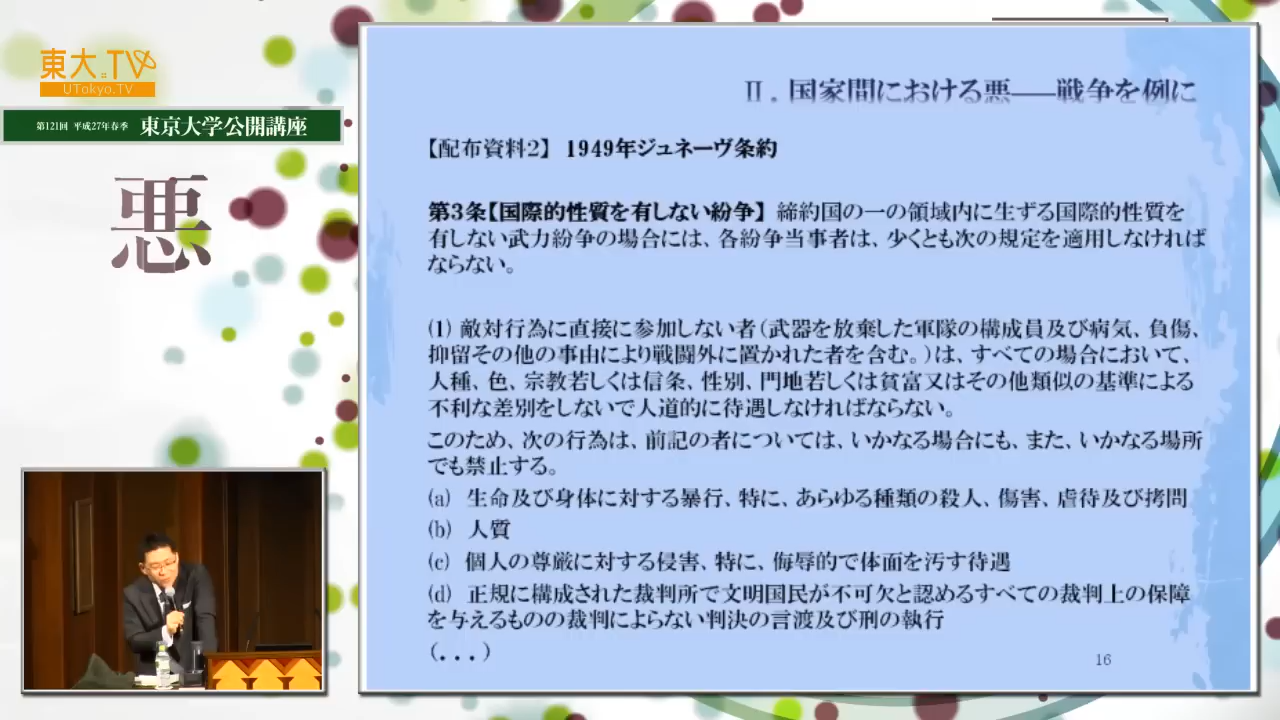 東大.TV
UTokyo.TV
第121回 平成27年春季 東京大学公開講座
悪
Ⅱ．国家間における悪――戦争を例に
【配布資料2】 1949年ジュネーヴ条約
第3条【国際的性質を有しない紛争】 締約国の一の領域内に生ずる国際的性質を
有しない武力紛争の場合には、各紛争当事者は、少くとも次の規定を適用しなければ
ならない。
(1) 敵対行為に直接に参加しない者（武器を放棄した軍隊の構成員及び病気、負傷、
抑留その他の事由により戦闘外に置かれた者を含む。）は、すべての場合において、
人種、色、宗教若しくは信条、性別、門地若しくは貧富又はその他類似の基準による
不利な差別をしないで人道的に待遇しなければならない。
このため、次の行為は、前記の者については、いかなる場合にも、また、いかなる場所
でも禁止する。
(a) 生命及び身体に対する暴行、特に、あらゆる種類の殺人、傷害、虐待及び拷問
(b) 人質
(c) 個人の尊厳に対する侵害、特に、侮辱的で体面を汚す待遇
(d) 正規に構成された裁判所で文明国民が不可欠と認めるすべての裁判上の保障
を与えるものの裁判によらない判決の言渡及び刑の執行
(．．．)
16